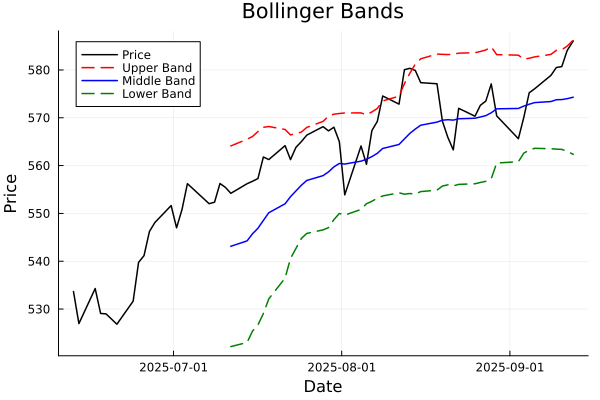 Bollinger Bands
Price
Upper Band
Middle Band
Lower Band
580
570
560
550
540
530
Price
2025-07-01
2025-08-01
2025-09-01
Date